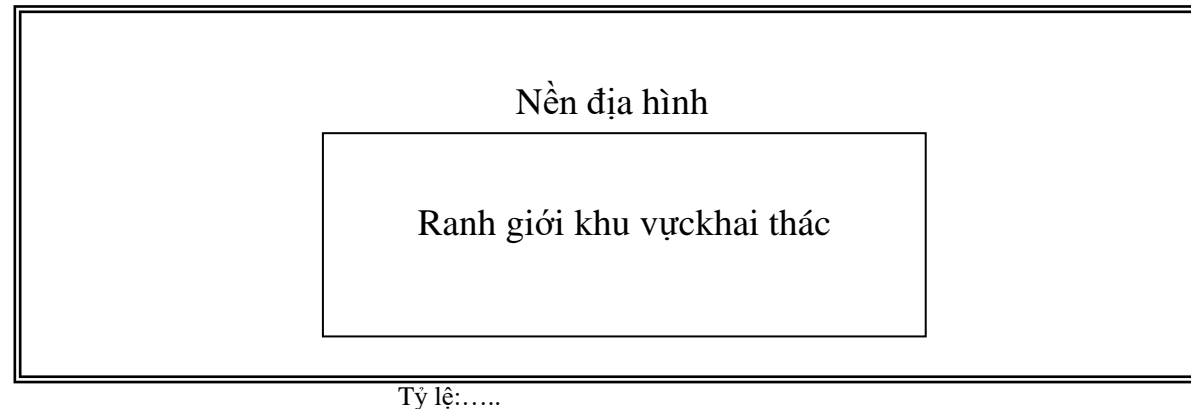 Nền địa hình
Ranh giới khu vựckhai thác
Tỷ lệ:…..